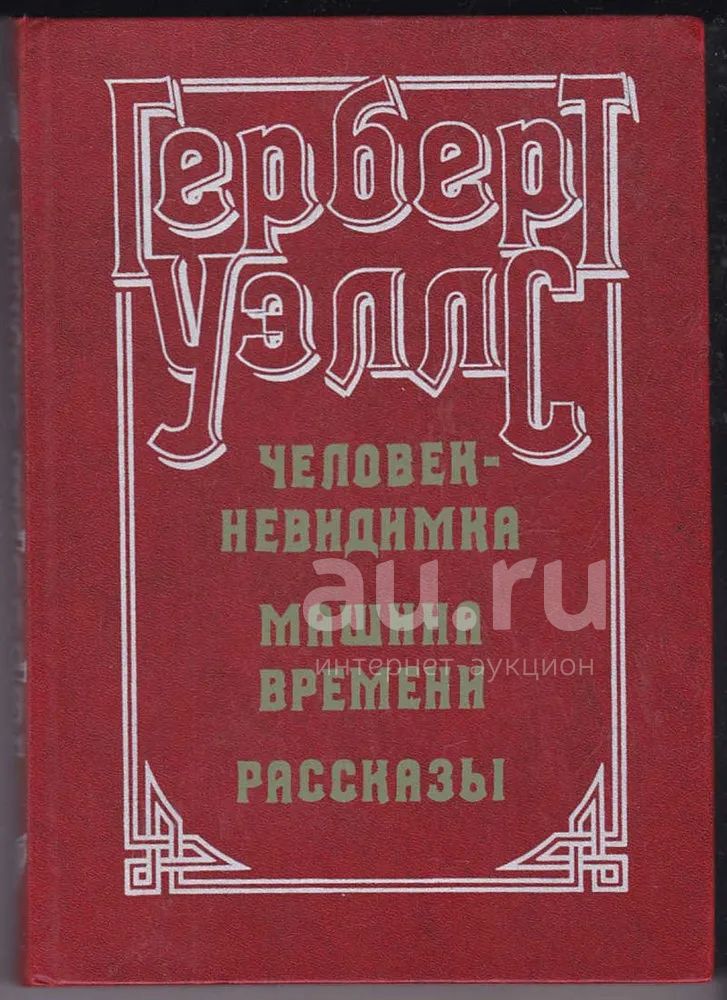 Герберт
Уэллс
ЧЕЛОВЕК-
НЕВИДИМКА
au.ru
МАШИНА
интернет-аукцион
ВРЕМЕНИ
РАССКАЗЫ